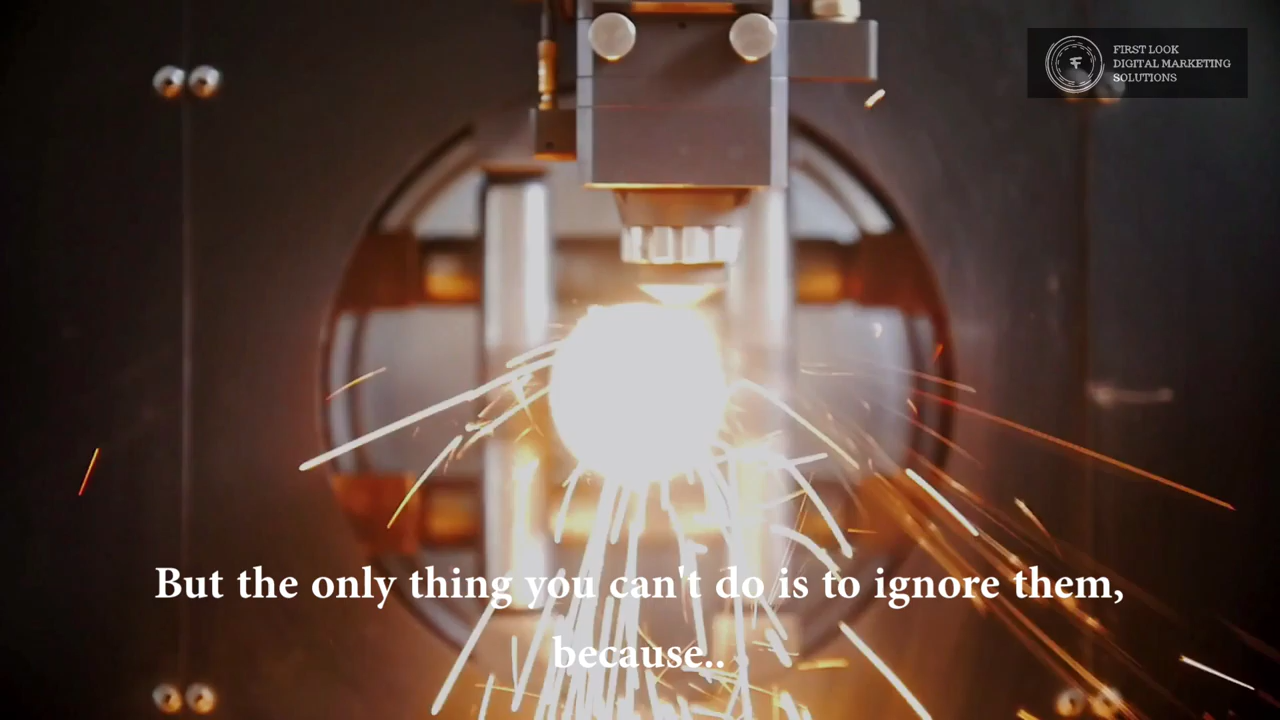 FIRST LOOK
DIGITAL MARKETING
SOLUTIONS
But the only thing you can't do is to ignore them,
because..